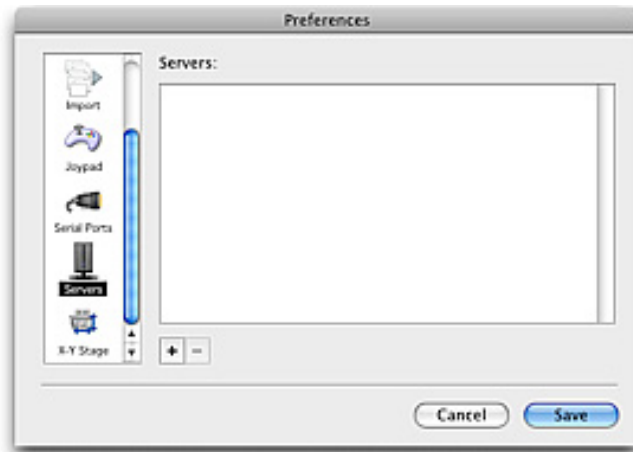 Preferences
Import
Joypad
Serial Ports
Servers
X-Y Stage
Servers:
+ -
Cancel
Save